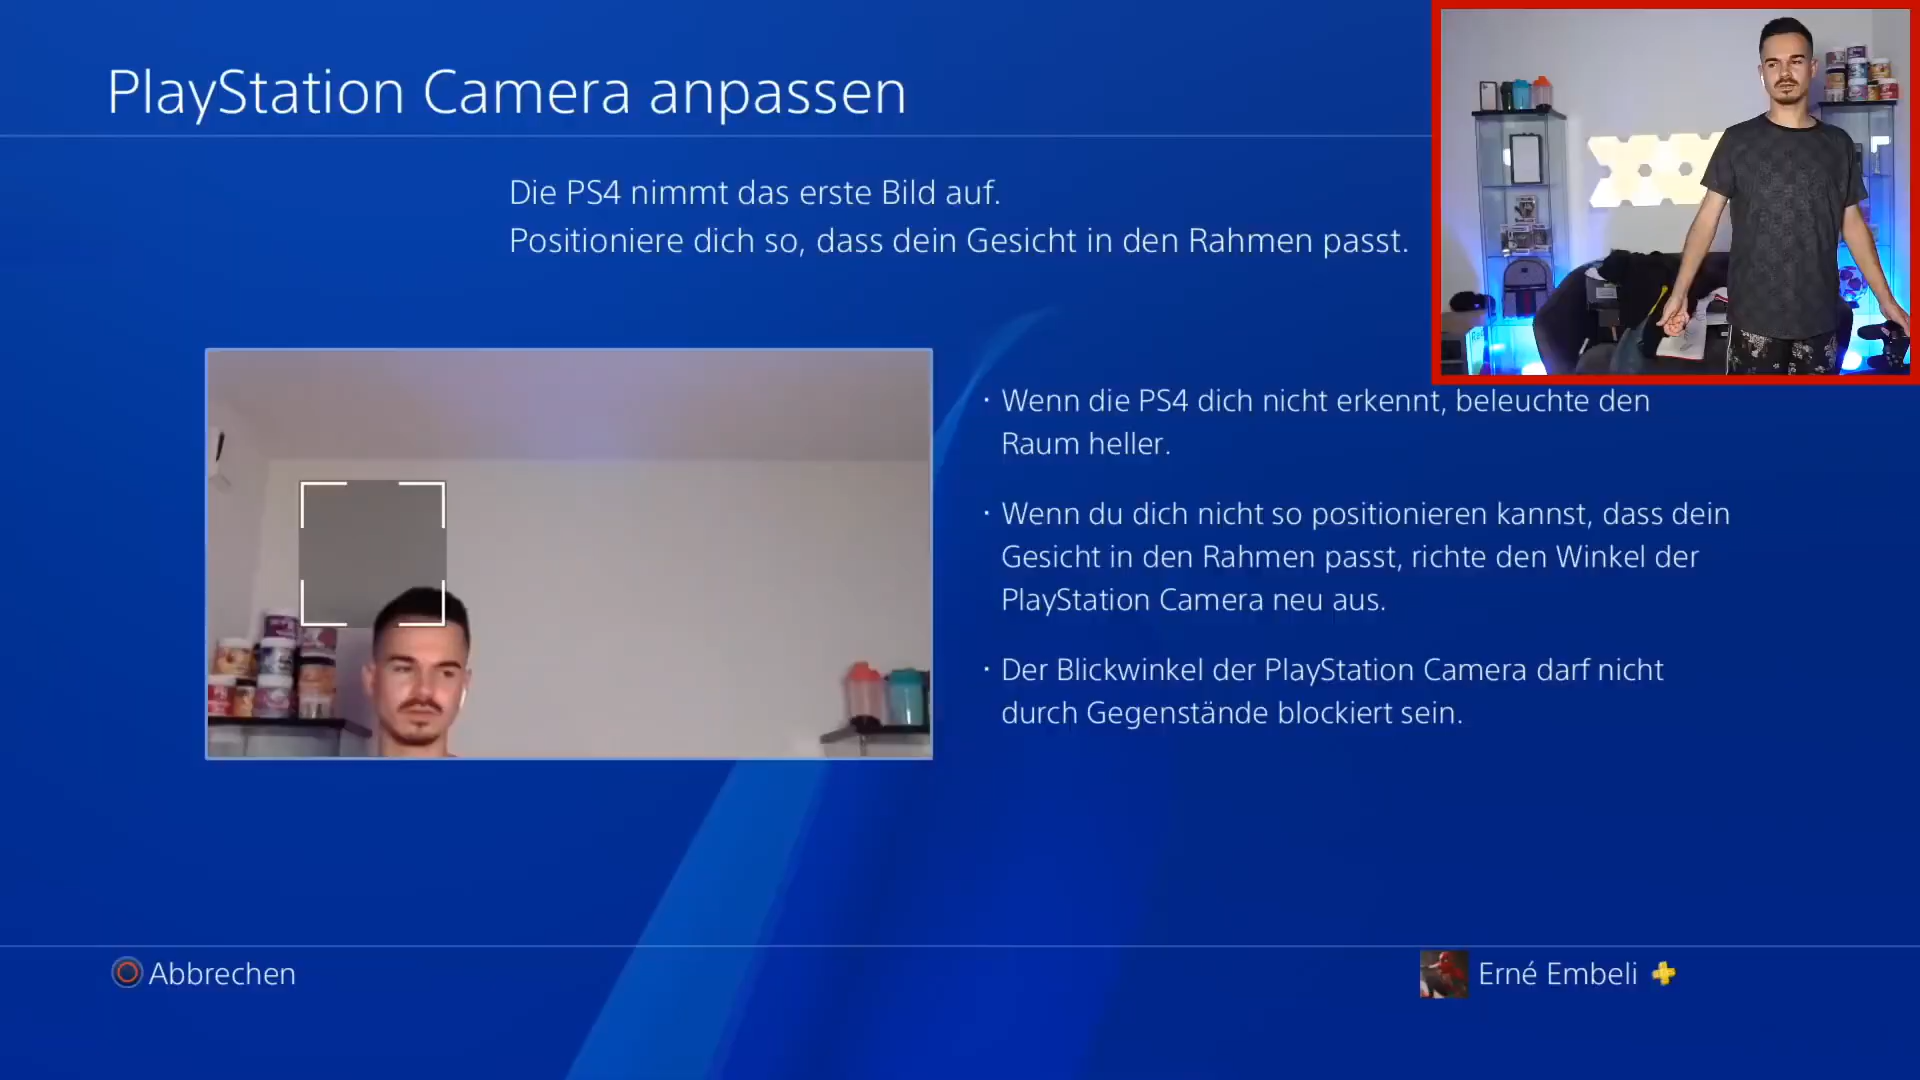 PlayStation Camera anpassen
Die PS4 nimmt das erste Bild auf.
Positioniere dich so, dass dein Gesicht in den Rahmen passt.
· Wenn die PS4 dich nicht erkennt, beleuchte den
Raum heller.
· Wenn du dich nicht so positionieren kannst, dass dein
Gesicht in den Rahmen passt, richte den Winkel der
PlayStation Camera neu aus.
· Der Blickwinkel der PlayStation Camera darf nicht
durch Gegenstände blockiert sein.
Abbrechen
Erné Embeli